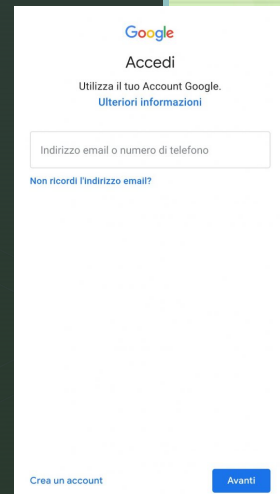 Google
Accedi
Utilizza il tuo Account Google.
Ulteriori informazioni
Indirizzo email o numero di telefono
Non ricordi l'indirizzo email?
Crea un account
Avanti